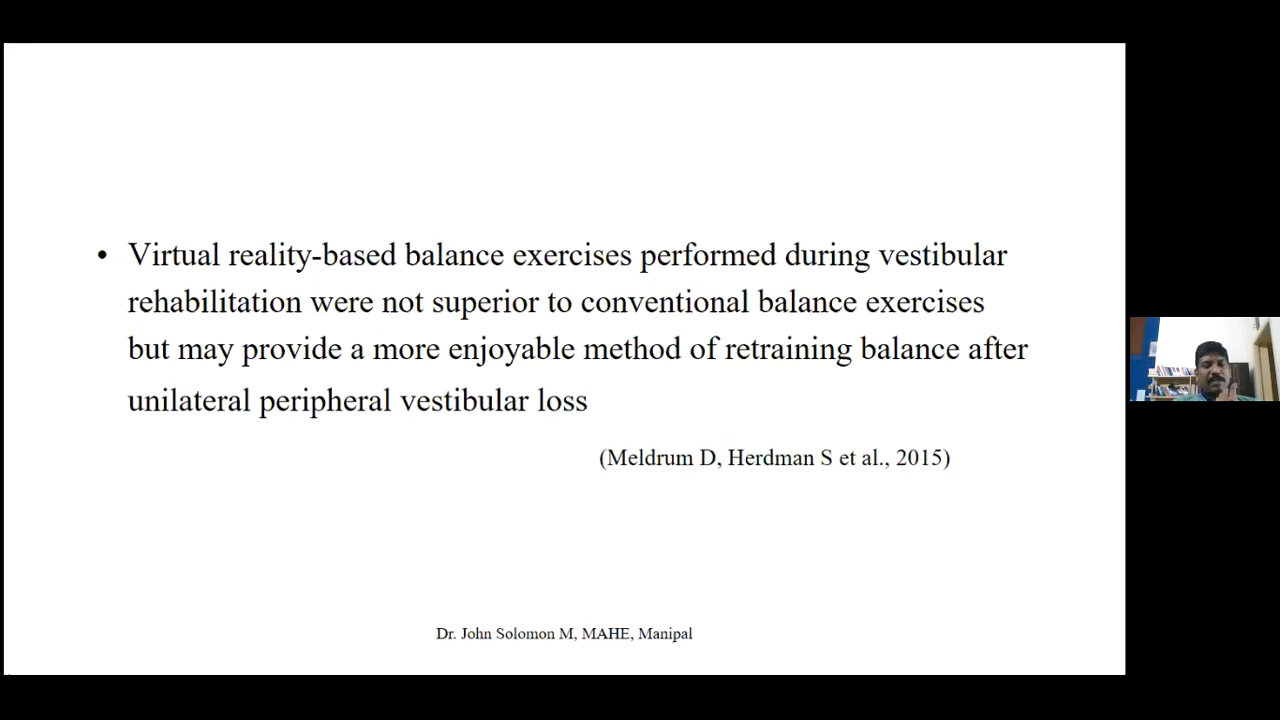 • Virtual reality-based balance exercises performed during vestibular
rehabilitation were not superior to conventional balance exercises
but may provide a more enjoyable method of retraining balance after
unilateral peripheral vestibular loss
(Meldrum D, Herdman S et al., 2015)
Dr. John Solomon M, MAHE, Manipal